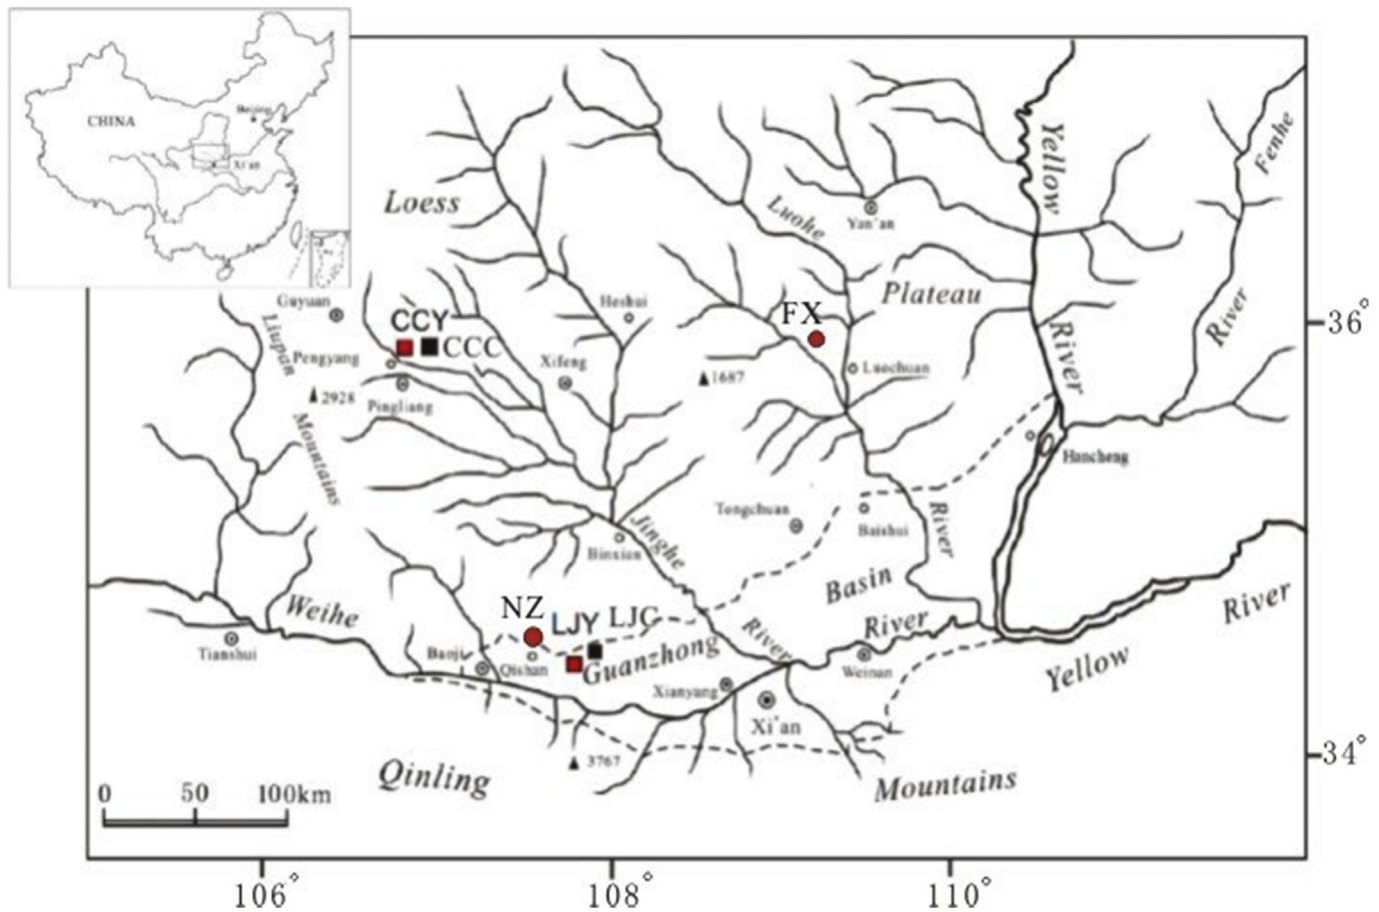 CHINA
Beijing
Xi'an
Loess
Luohe
Yan'an
Yellow
Fenhe
Guyuan
Liupan
Heshui
FX
Plateau
River
River
36°
CCY
CCC
Pengyang
Xifeng
Luochuan
2928
Pingliang
1687
Mountains
Hancheng
Tongchuan
Baishui
River
Jinghe
Binxian
Basin
River
Weihe
NZ
LJY
LJC
River
River
Tianshui
Baoji
Qishan
Guanzhong
Xianyang
Weinan
Yellow
Xi'an
3767
34°
Qinling
Mountains
0 50 100km
106° 108° 110°